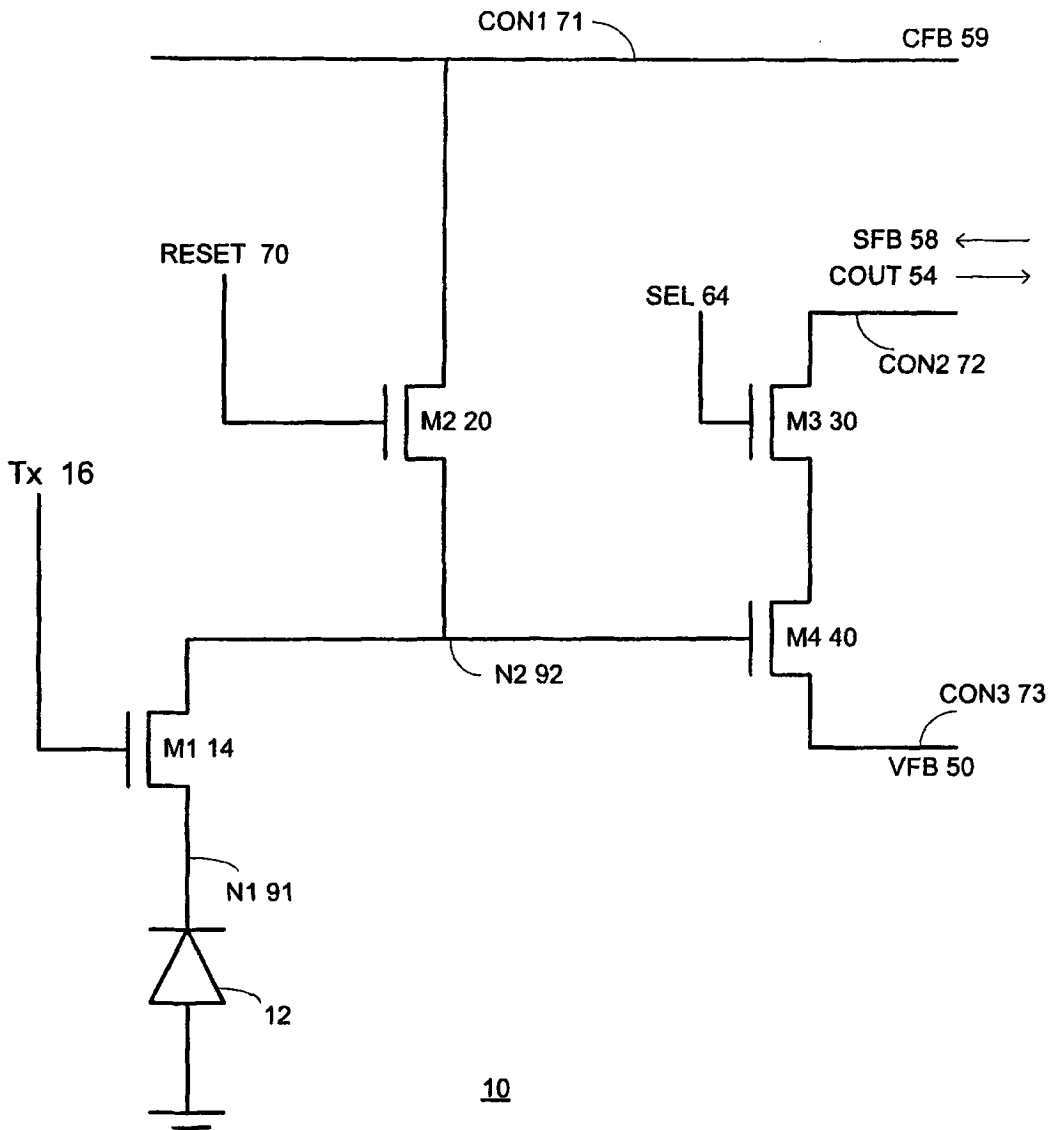 CON1 71
CFB 59
SFB 58
RESET 70
COUT 54
SEL 64
CON2 72
M2 20
M3 30
Tx 16
M4 40
N2 92
CON3 73
M1 14
VFB 50
N1 91
12
10